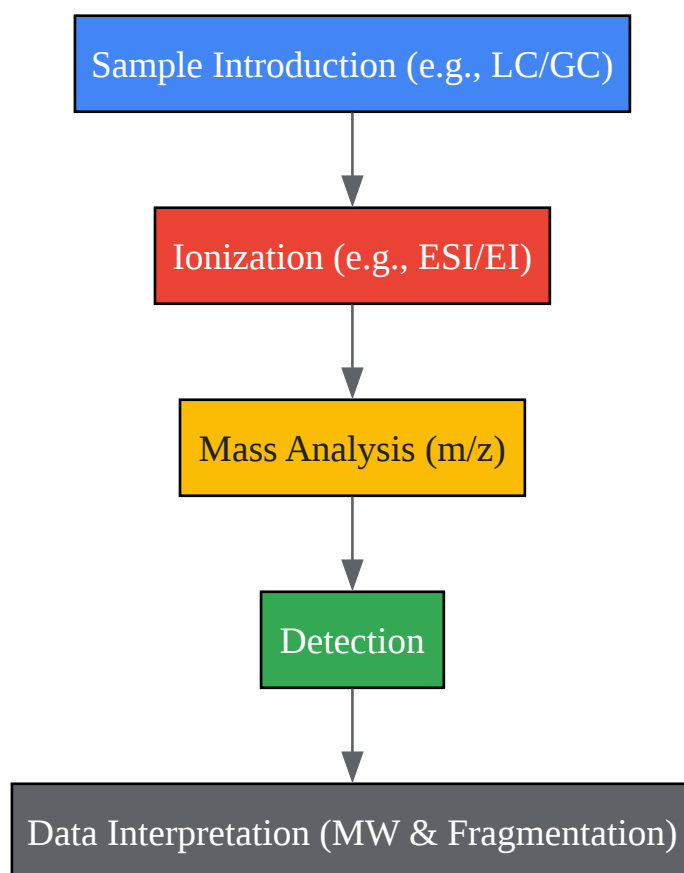 Sample Introduction (e.g., LC/GC)
Ionization (e.g., ESI/EI)
Mass Analysis (m/z)
Detection
Data Interpretation (MW & Fragmentation)